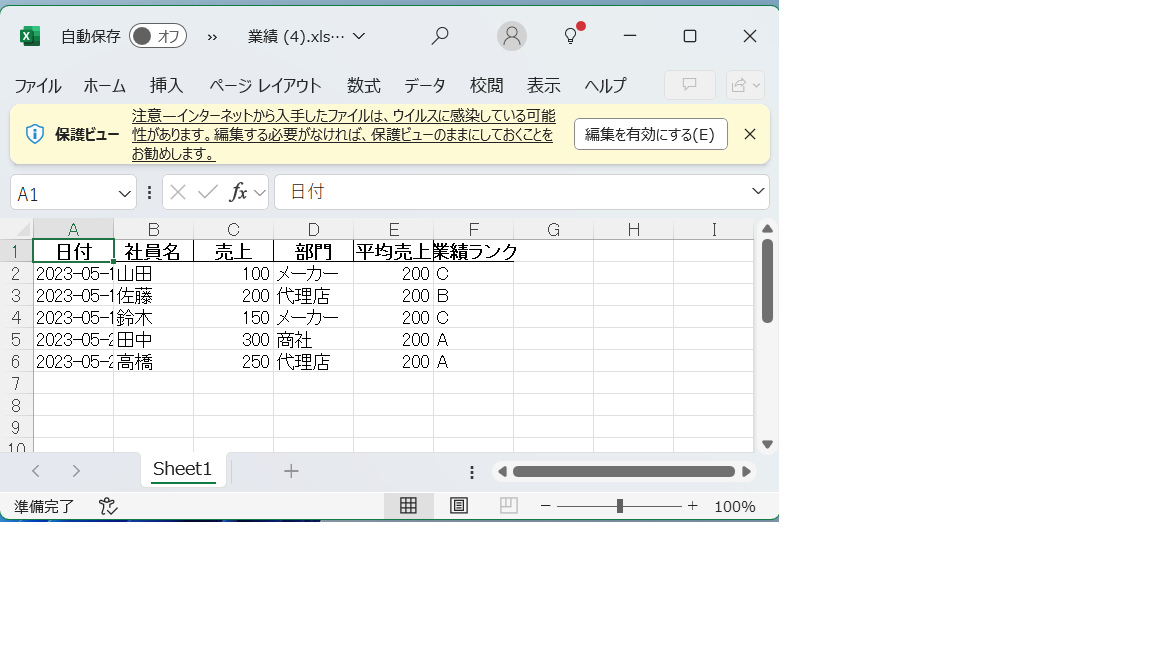 自動保存 オフ ›› 業績 (4).xls…
ファイル ホーム 挿入 ページ レイアウト 数式 データ 校閲 表示 ヘルプ
保護ビュー 注意—インターネットから入手したファイルは、ウイルスに感染している可能
性があります。編集する必要がなければ、保護ビューのままにしておくことを
お勧めします。
編集を有効にする(E)
A1 fx 日付
A B C D E F G H I
1 日付 社員名 売上 部門 平均売上 業績ランク
2 2023-05-1 山田 100 メーカー 200 C
3 2023-05-1 佐藤 200 代理店 200 B
4 2023-05-1 鈴木 150 メーカー 200 C
5 2023-05-2 田中 300 商社 200 A
6 2023-05-2 高橋 250 代理店 200 A
7
8
9
10
Sheet1
準備完了 100%